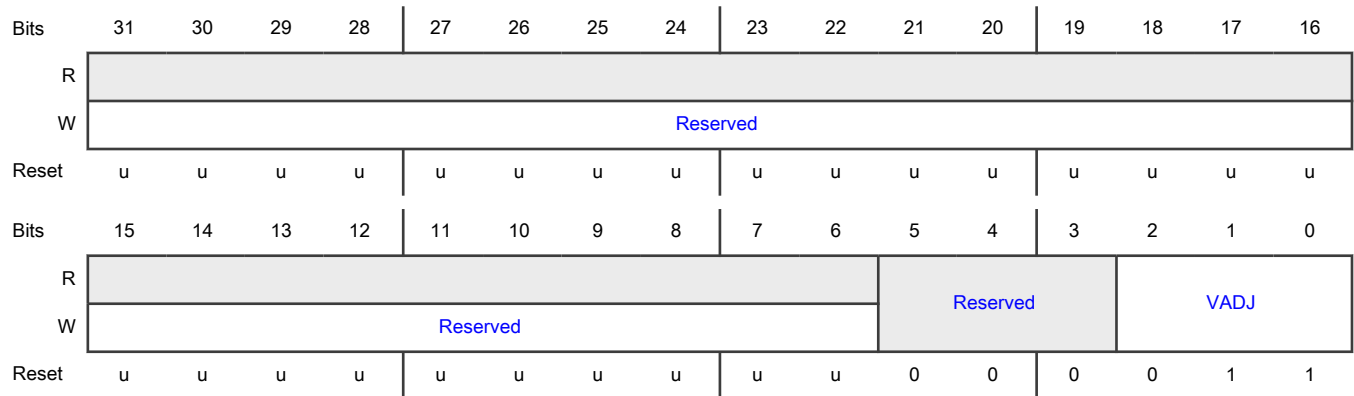 Bits 31 30 29 28 27 26 25 24 23 22 21 20 19 18 17 16
R
W Reserved
Reset u u u u u u u u u u u u u u u u
Bits 15 14 13 12 11 10 9 8 7 6 5 4 3 2 1 0
R
Reserved VADJ
W Reserved
Reset u u u u u u u u u u 0 0 0 0 1 1